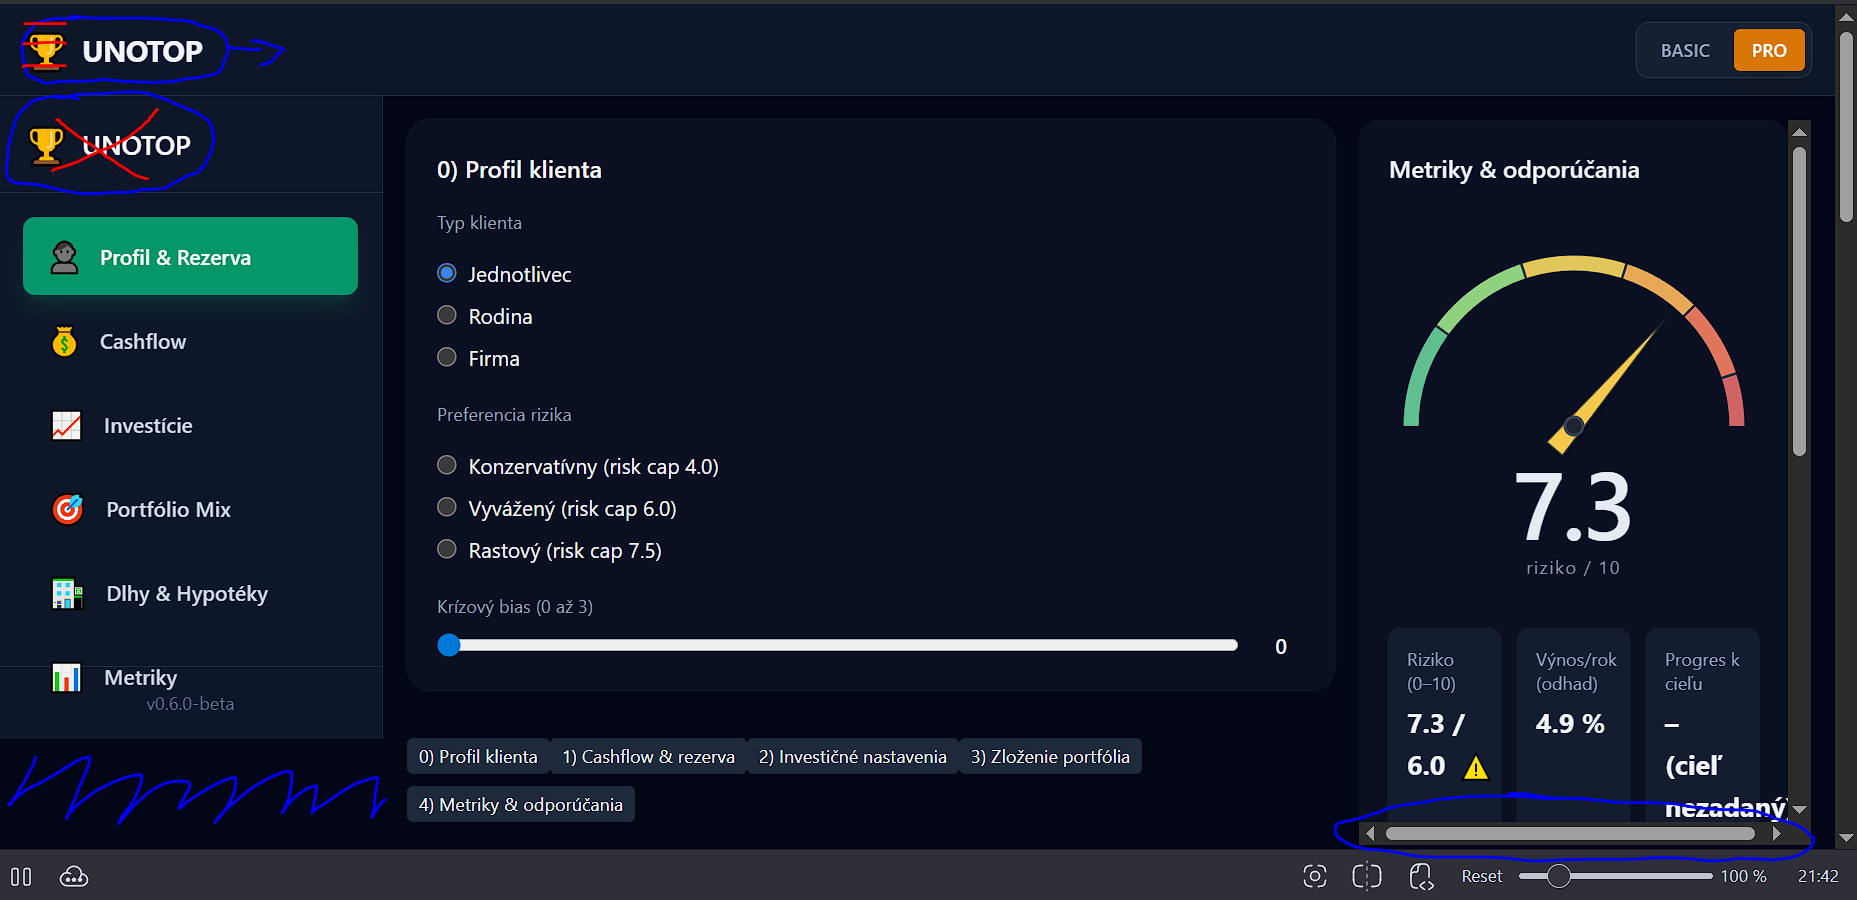 UNOTOP
BASIC PRO
UNOTOP
Profil & Rezerva
Cashflow
Investície
Portfólio Mix
Dlhy & Hypotéky
Metriky
v0.6.0-beta
0) Profil klienta
Typ klienta
Jednotlivec
Rodina
Firma
Preferencia rizika
Konzervatívny (risk cap 4.0)
Vyvážený (risk cap 6.0)
Rastový (risk cap 7.5)
Krízový bias (0 až 3)
0
0) Profil klienta 1) Cashflow & rezerva 2) Investičné nastavenia 3) Zloženie portfólia
4) Metriky & odporúčania
Metriky & odporúčania
7.3
riziko / 10
Riziko
(0–10)
7.3 /
6.0
Výnos/rok
(odhad)
4.9 %
Progres k
cieľu
–
(cieľ
nezadaný)
Reset 100 % 21:42